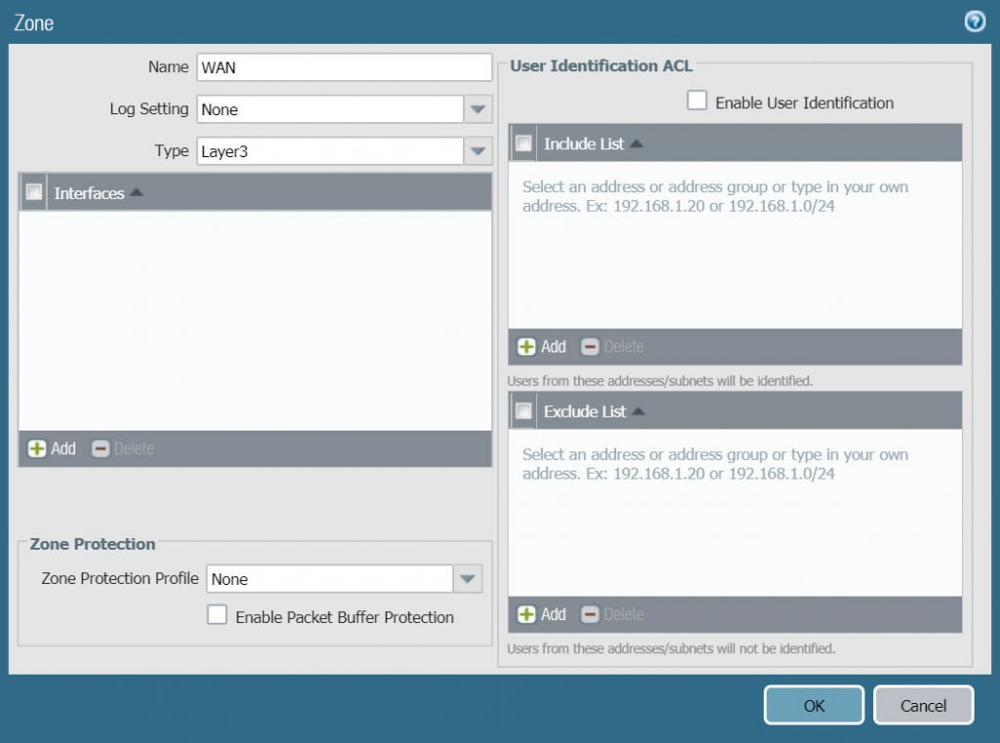 Zone
Name WAN
Log Setting None
Type Layer3
Interfaces
Add Delete
Zone Protection
Zone Protection Profile None
Enable Packet Buffer Protection
User Identification ACL
Enable User Identification
Include List
Select an address or address group or type in your own
address. Ex: 192.168.1.20 or 192.168.1.0/24
Add Delete
Users from these addresses/subnets will be identified.
Exclude List
Select an address or address group or type in your own
address. Ex: 192.168.1.20 or 192.168.1.0/24
Add Delete
Users from these addresses/subnets will not be identified.
OK Cancel